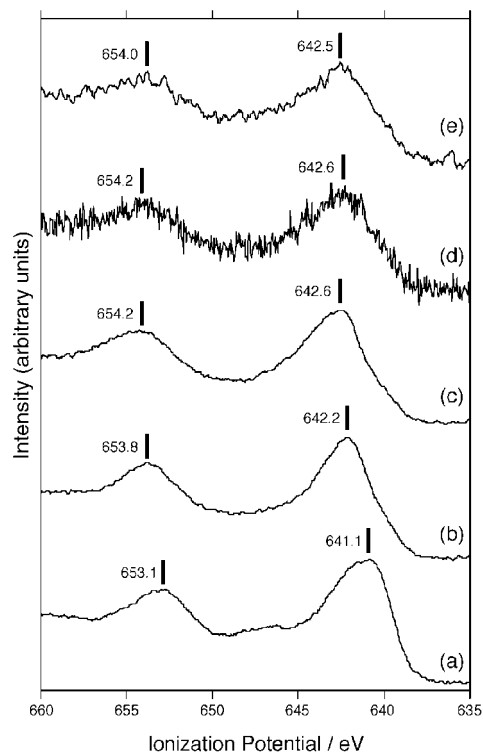 654.0
642.5
(e)
654.2
642.6
(d)
654.2
642.6
(c)
653.8
642.2
(b)
653.1
641.1
(a)
Intensity (arbitrary units)
660 655 650 645 640 635
Ionization Potential / eV